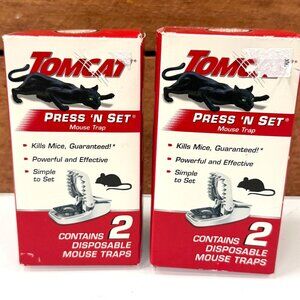 TOMCAT®
PRESS 'N SET®
Mouse Trap
• Kills Mice, Guaranteed!*
• Powerful and Effective
• Simple
to Set
CONTAINS 2
DISPOSABLE
MOUSE TRAPS
TOMCAT
PRESS 'N SET®
Mouse Trap
• Kills Mice, Guaranteed!*
• Powerful and Effective
• Simple
to Set
CONTAINS 2
DISPOSABLE
MOUSE TRAPS